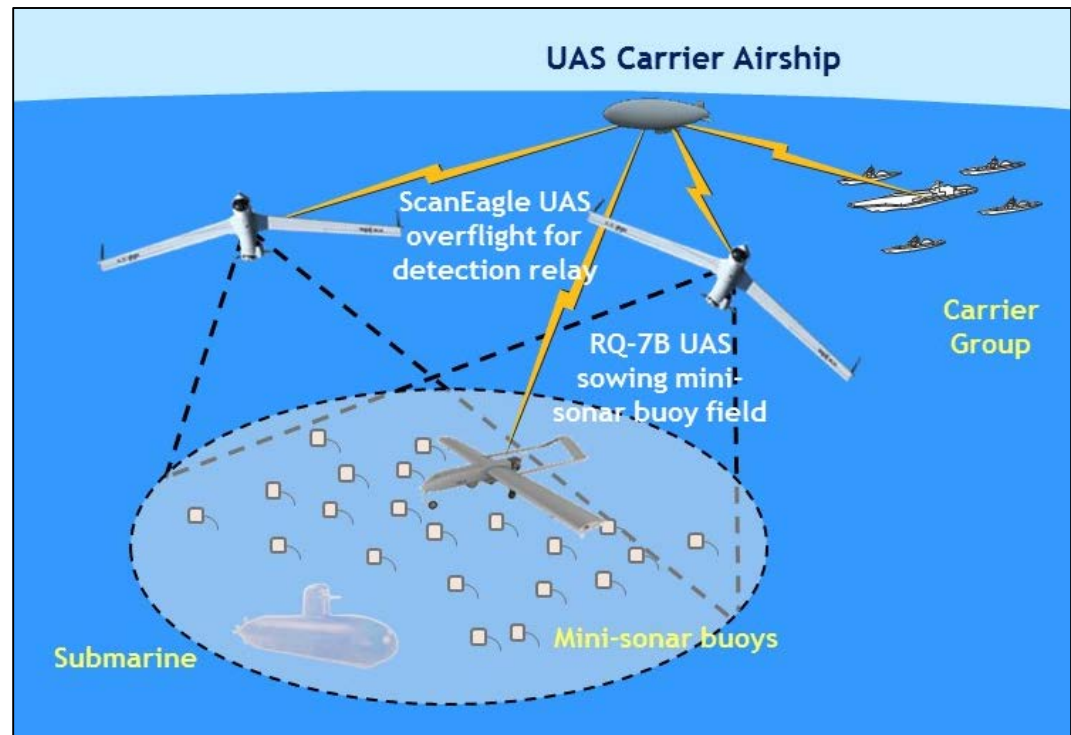 UAS Carrier Airship
ScanEagle UAS
overflight for
detection relay
RQ-7B UAS
sowing mini-
sonar buoy field
Carrier
Group
Mini-sonar buoys
Submarine